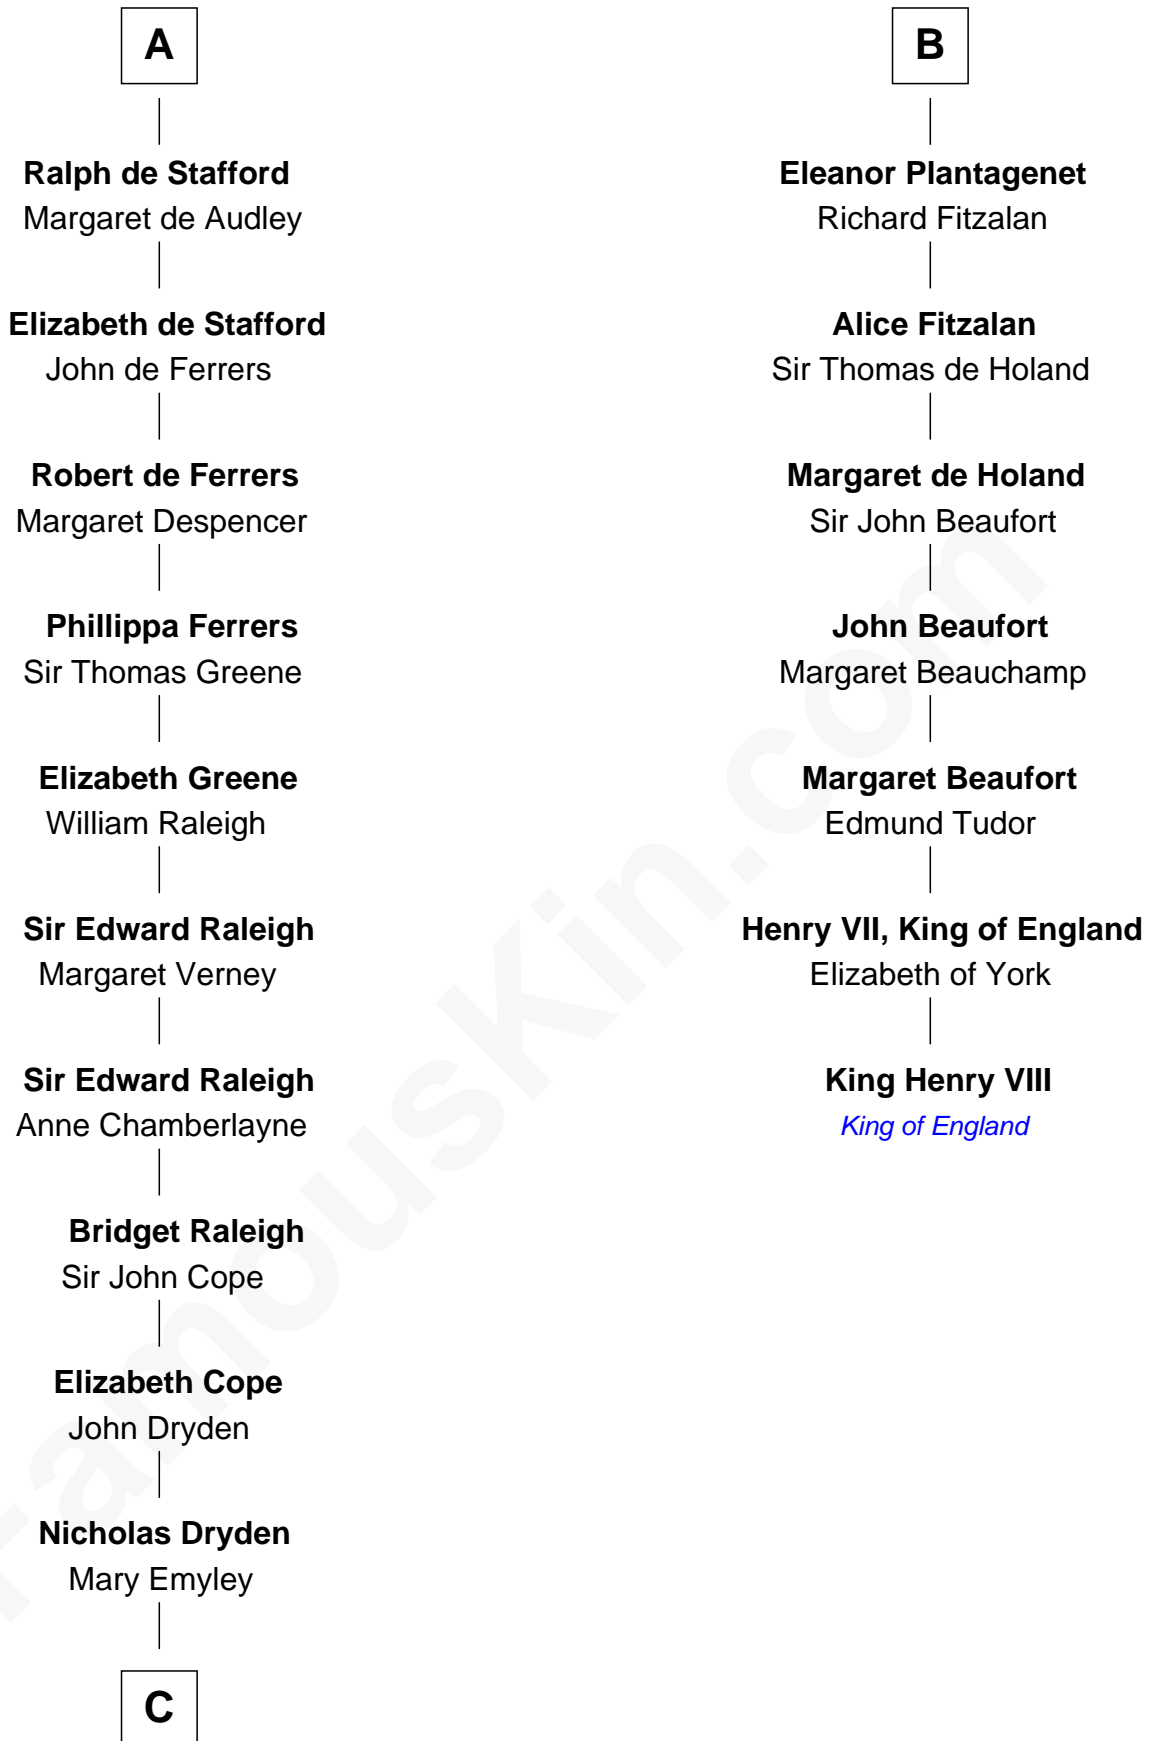 A
Ralph de Stafford
Margaret de Audley
Elizabeth de Stafford
John de Ferrers
Robert de Ferrers
Margaret Despencer
Phillippa Ferrers
Sir Thomas Greene
Elizabeth Greene
William Raleigh
Sir Edward Raleigh
Margaret Verney
Sir Edward Raleigh
Anne Chamberlayne
Bridget Raleigh
Sir John Cope
Elizabeth Cope
John Dryden
Nicholas Dryden
Mary Emyley
C
B
Eleanor Plantagenet
Richard Fitzalan
Alice Fitzalan
Sir Thomas de Holand
Margaret de Holand
Sir John Beaufort
John Beaufort
Margaret Beauchamp
Margaret Beaufort
Edmund Tudor
Henry VII, King of England
Elizabeth of York
King Henry VIII
King of England
FamousKin.com